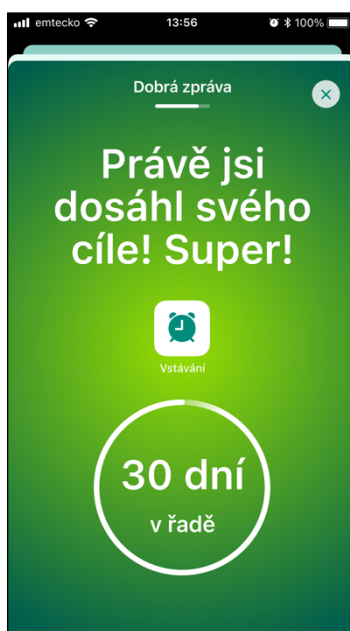 emtecko 13:56 100%
Dobrá zpráva
Právě jsi
dosáhl svého
cíle! Super!
Vstávání
30 dní
v řadě